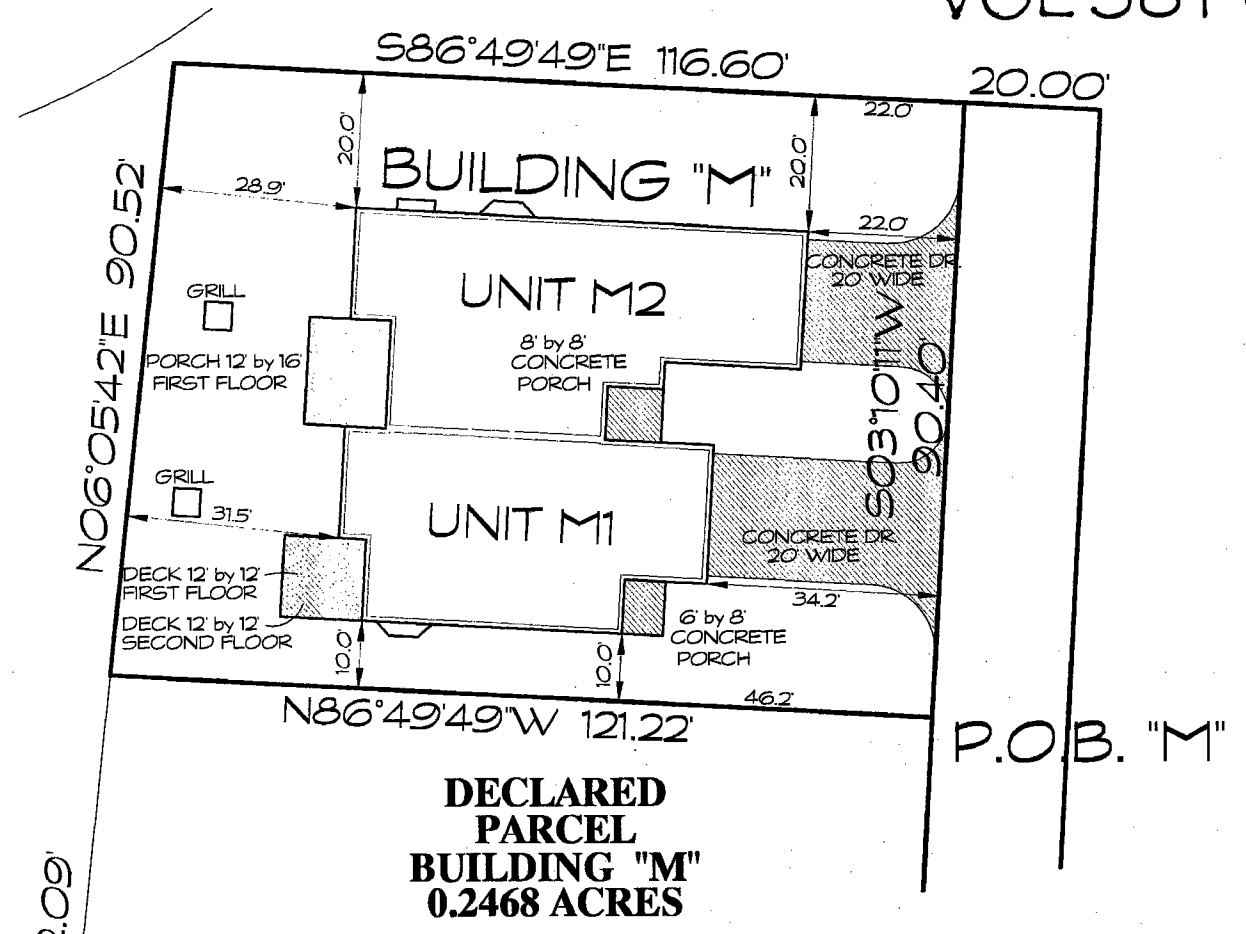 S86°49'49"E 116.60'
20.00'
22.0'
20.0'
20.0'
BUILDING "M"
28.9'
22.0'
N06°05'42"E 90.52'
CONCRETE DR.
20' WIDE
UNIT M2
GRILL
S03°10'11"W
90.40'
8' by 8'
CONCRETE
PORCH
PORCH 12' by 16'
FIRST FLOOR
GRILL
31.5'
UNIT M1
CONCRETE DR.
20' WIDE
DECK 12' by 12'
FIRST FLOOR
34.2'
DECK 12' by 12'
SECOND FLOOR
6' by 8'
CONCRETE
PORCH
10.0'
10.0'
46.2'
N86°49'49"W 121.22'
P.O.B. "M"
DECLARED
PARCEL
BUILDING "M"
0.2468 ACRES